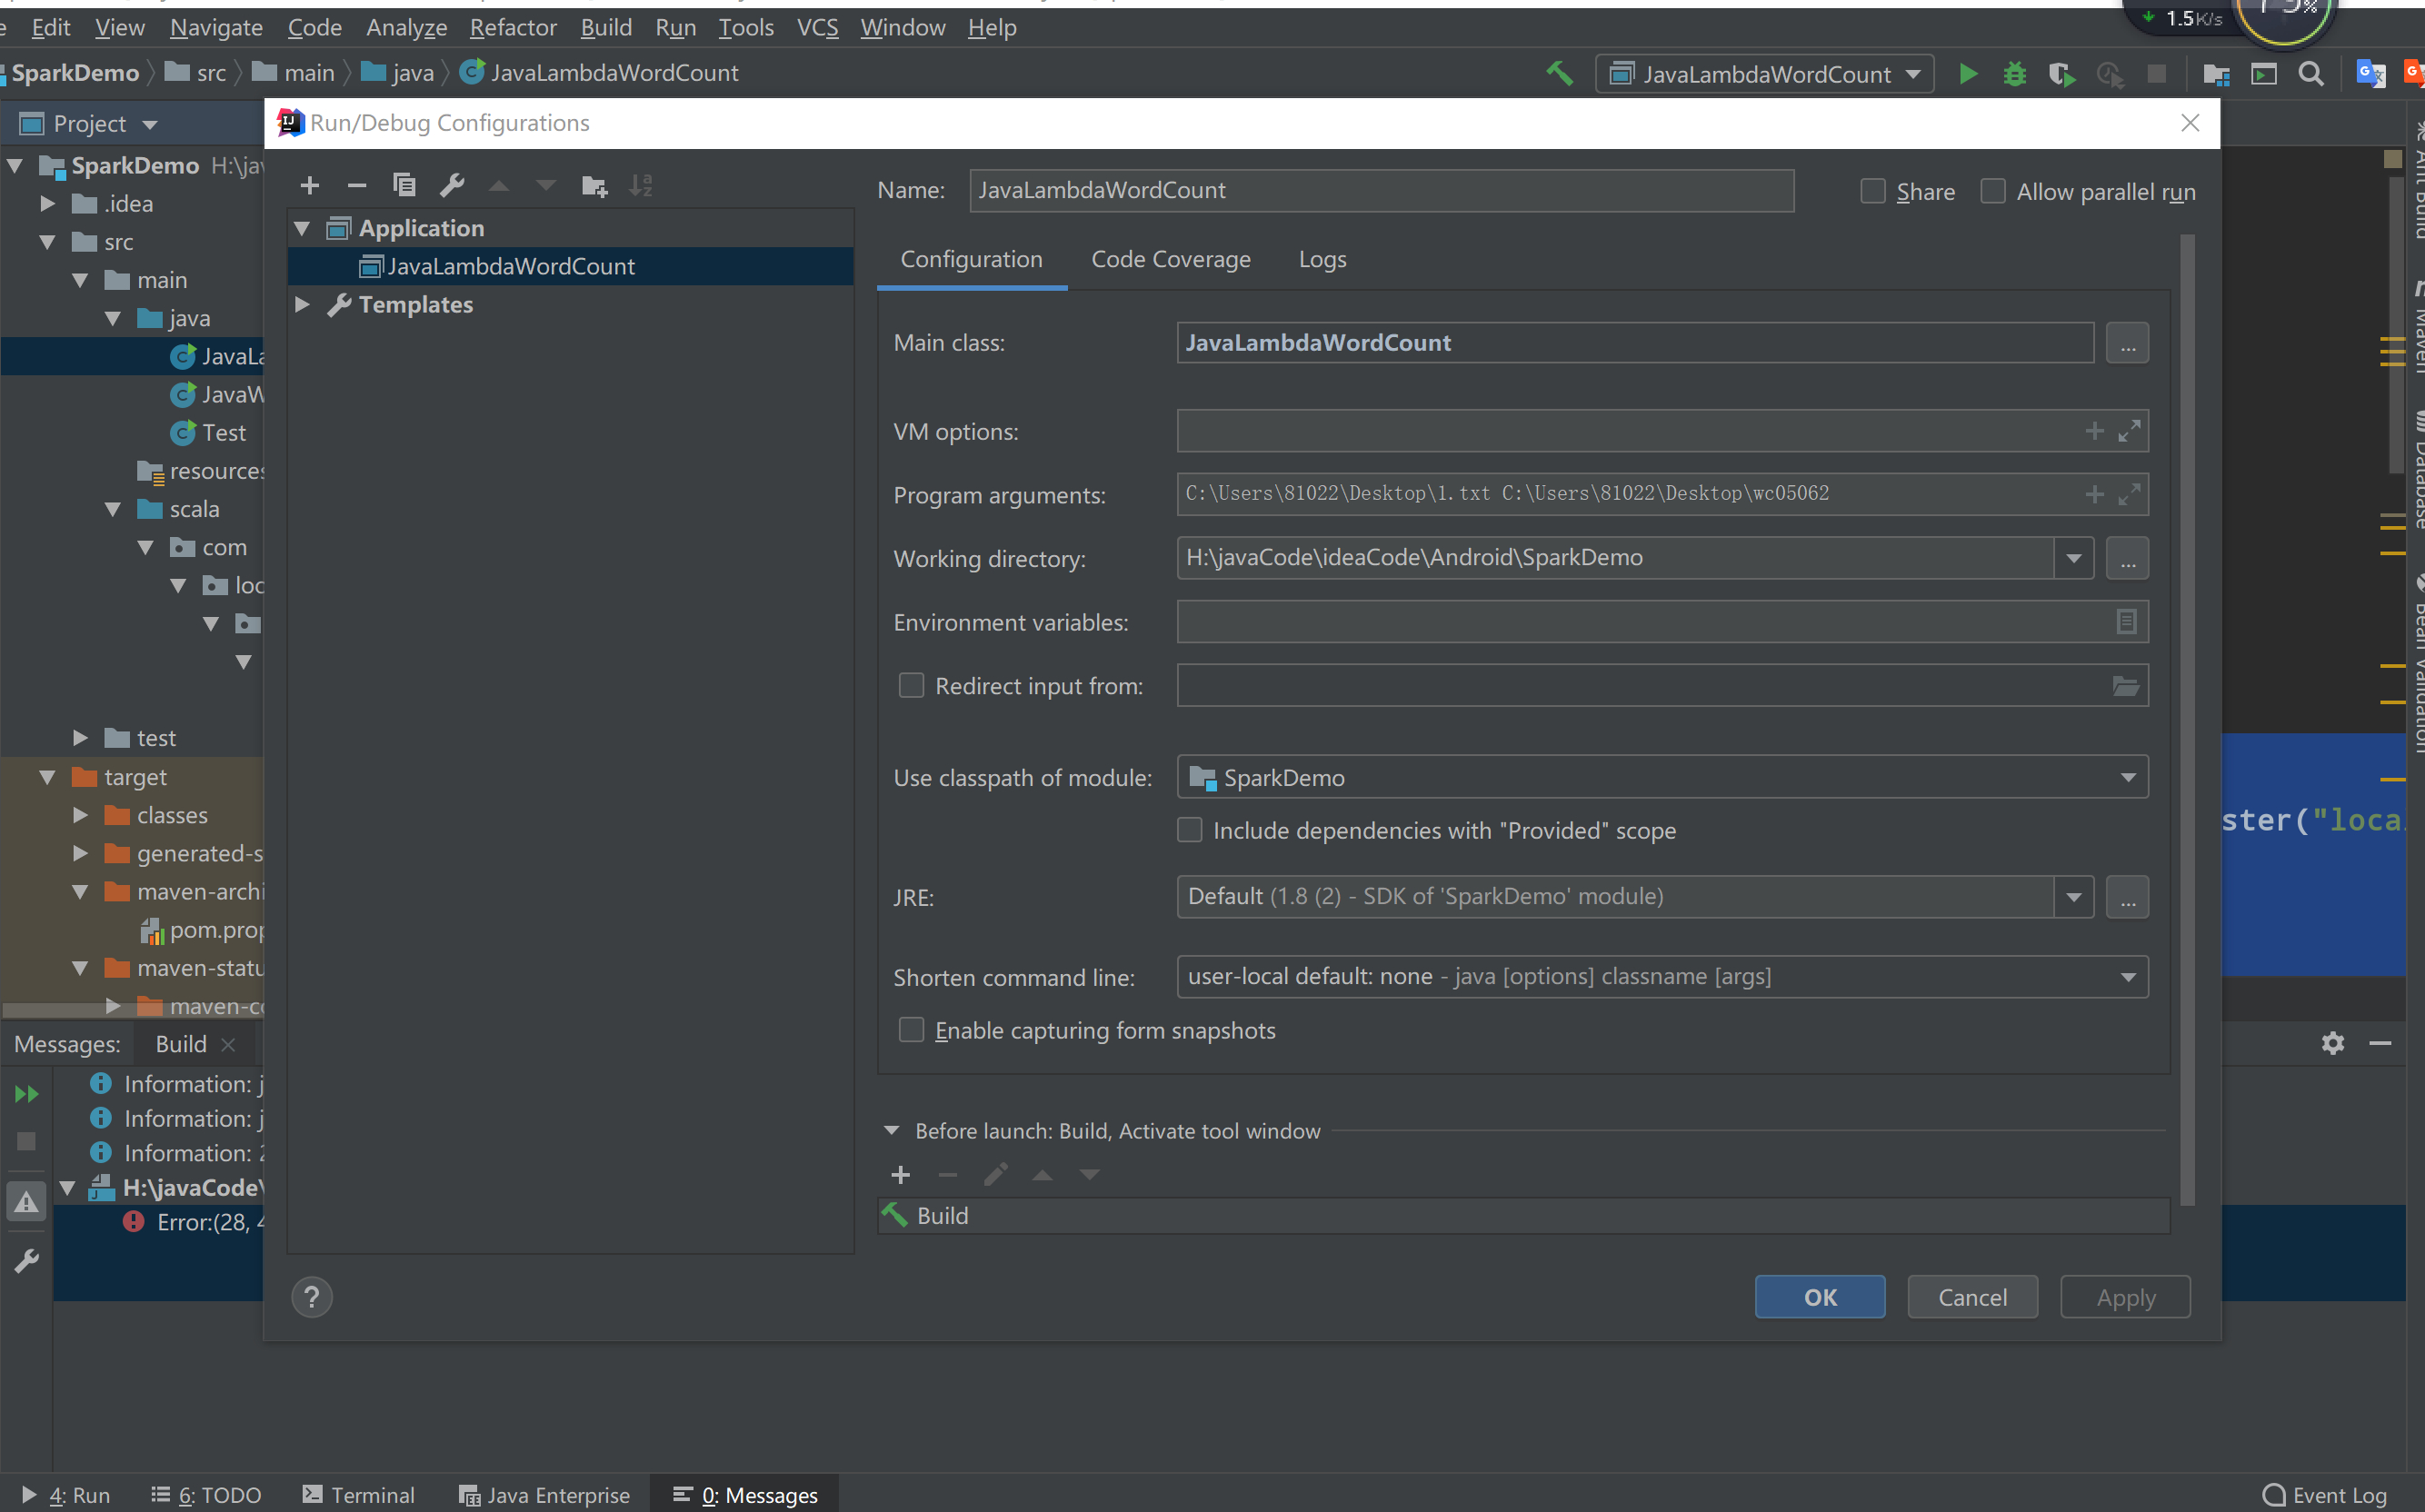 Edit View Navigate Code Analyze Refactor Build Run Tools VCS Window Help
1.5K/s
SparkDemo src main java JavaLambdaWordCount
JavaLambdaWordCount
Project
Run/Debug Configurations
SparkDemo H:\jav
.idea
src
main
java
JavaLa
JavaW
Test
resources
scala
com
loc
test
target
classes
generated-s
maven-archi
pom.prop
maven-statu
maven-co
Application
JavaLambdaWordCount
Templates
Name: JavaLambdaWordCount
Share Allow parallel run
Configuration Code Coverage Logs
Main class: JavaLambdaWordCount ...
VM options:
Program arguments: C:\Users\81022\Desktop\1.txt C:\Users\81022\Desktop\wc05062
Working directory: H:\javaCode\ideaCode\Android\SparkDemo ...
Environment variables:
Redirect input from:
Use classpath of module: SparkDemo
Include dependencies with "Provided" scope
JRE: Default (1.8 (2) - SDK of 'SparkDemo' module) ...
Shorten command line: user-local default: none - java [options] classname [args]
Enable capturing form snapshots
Before launch: Build, Activate tool window
Build
? OK Cancel Apply
ster("loca
Ant Build
Maven
Database
Bean Validation
Messages: Build
Information: j
Information: j
Information: 2
H:\javaCode\
Error:(28, 4
4: Run 6: TODO Terminal Java Enterprise 0: Messages Event Log